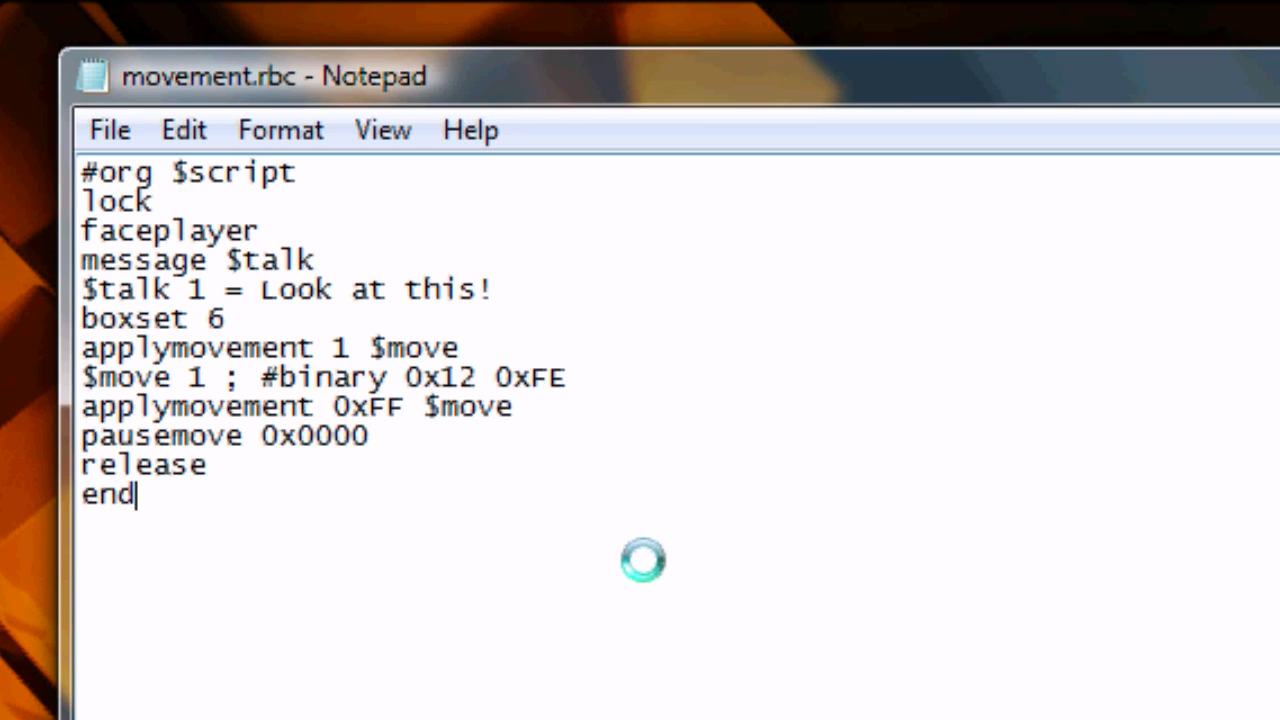 movement.rbc - Notepad
File Edit Format View Help
#org $script
lock
faceplayer
message $talk
$talk 1 = Look at this!
boxset 6
applymovement 1 $move
$move 1 ; #binary 0x12 0xFE
applymovement 0xFF $move
pausemove 0x0000
release
end